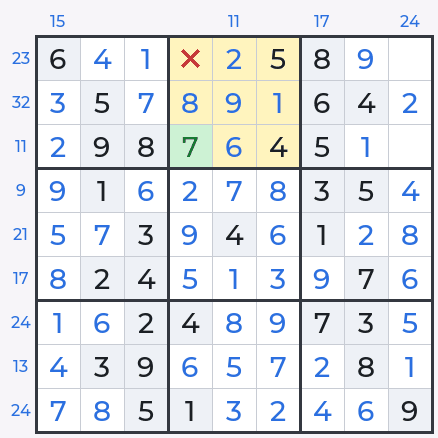 15 11 17 24
23 6 4 1 × 2 5 8 9
32 3 5 7 8 9 1 6 4 2
11 2 9 8 7 6 4 5 1
9 9 1 6 2 7 8 3 5 4
21 5 7 3 9 4 6 1 2 8
17 8 2 4 5 1 3 9 7 6
24 1 6 2 4 8 9 7 3 5
13 4 3 9 6 5 7 2 8 1
24 7 8 5 1 3 2 4 6 9